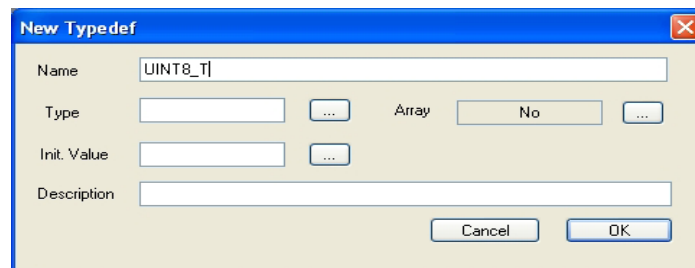 New Typedef
Name UINT8_T
Type ... Array No ...
Init. Value ...
Description
Cancel OK